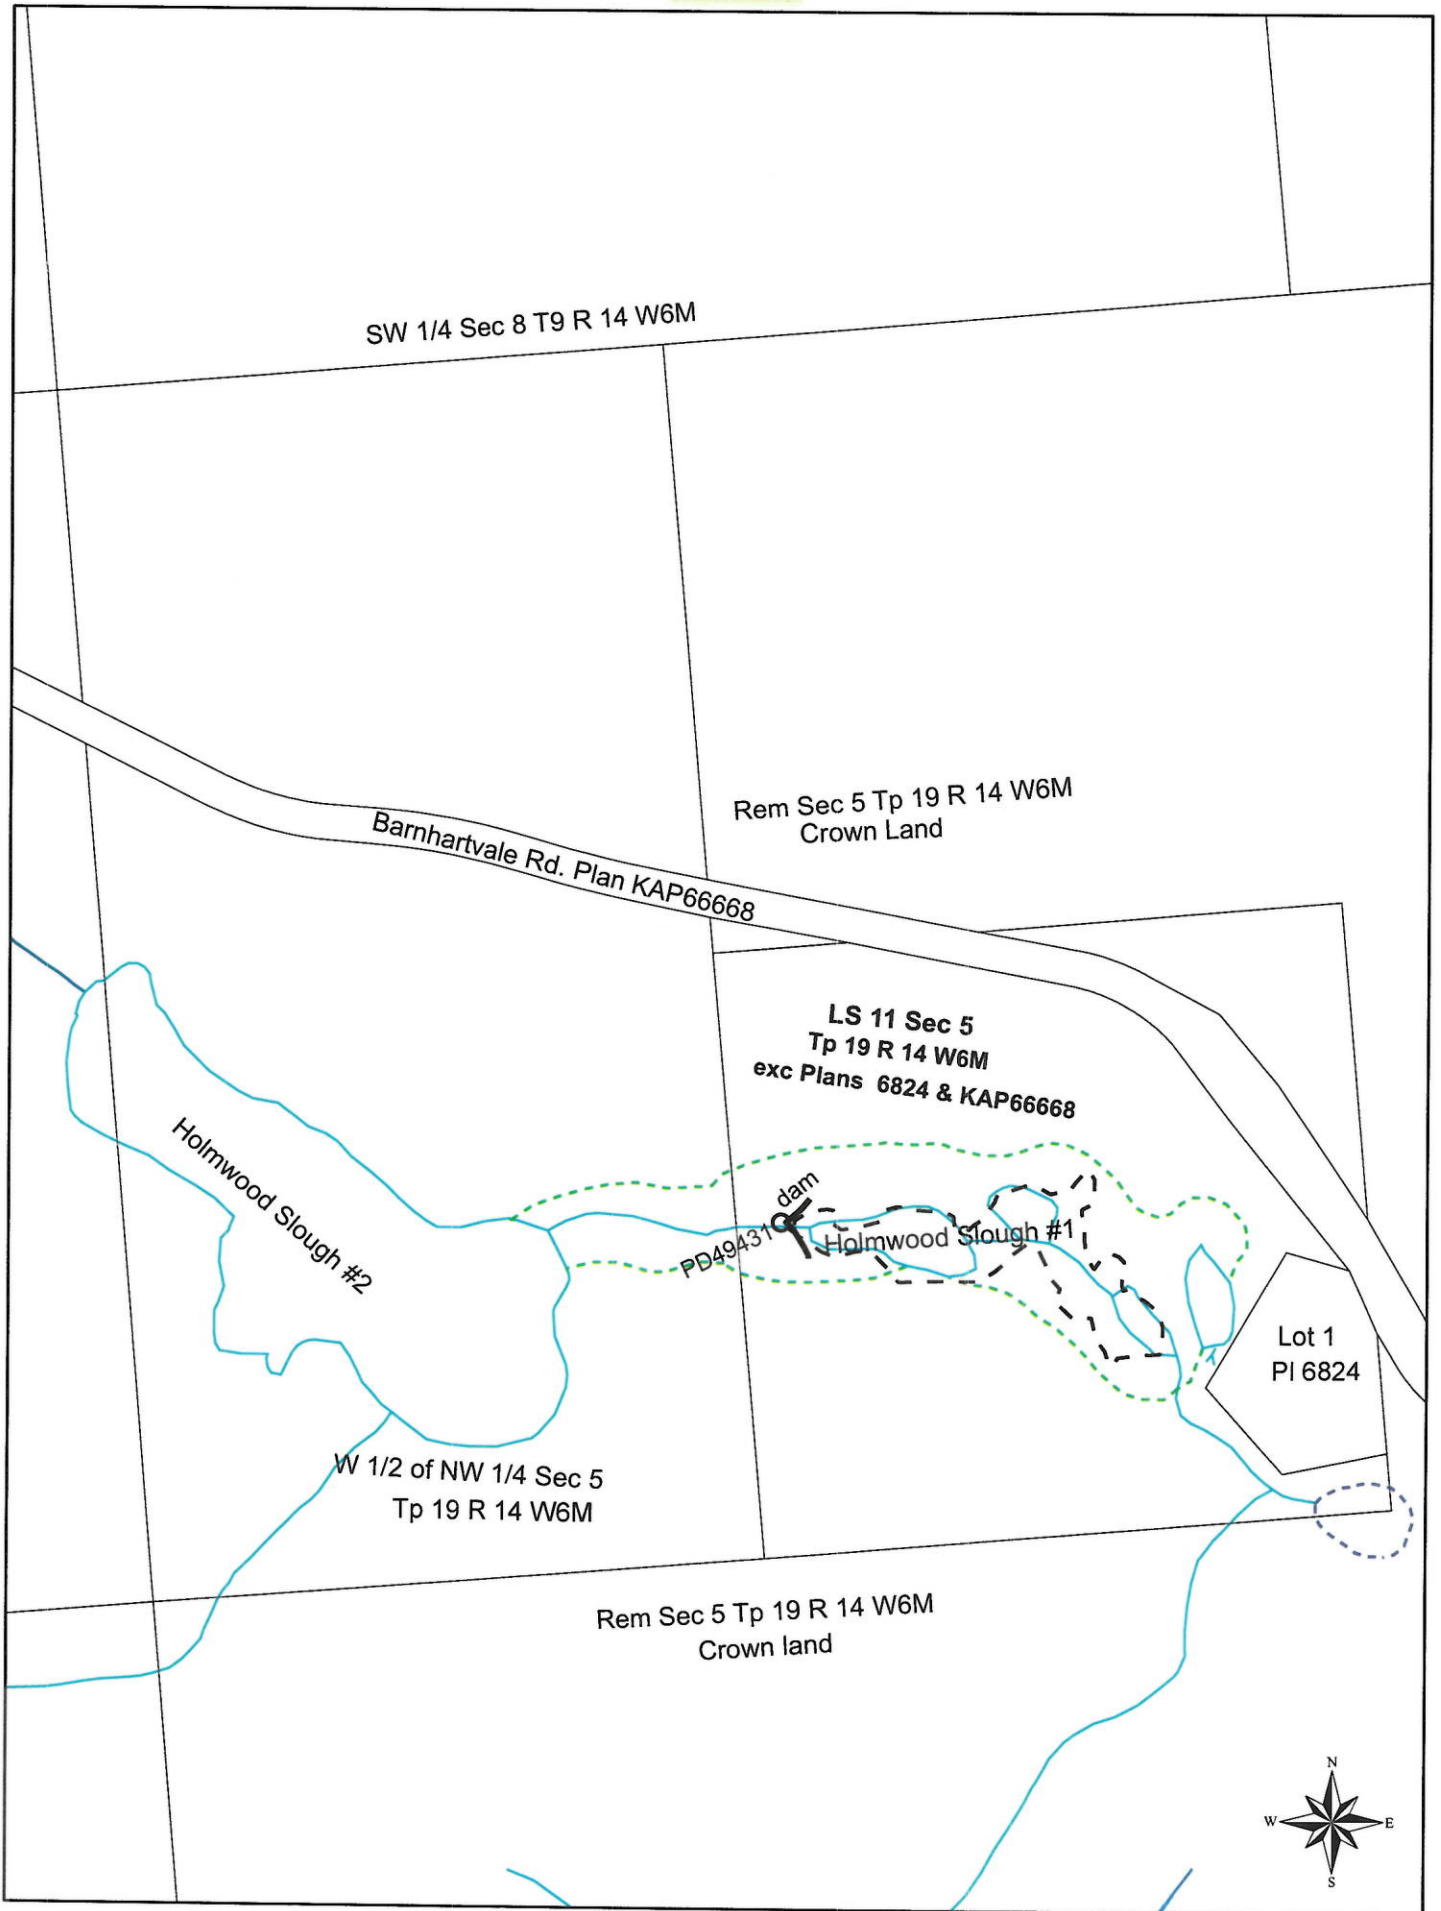 SW 1/4 Sec 8 T9 R 14 W6M
Rem Sec 5 Tp 19 R 14 W6M
Crown Land
Barnhartvale Rd. Plan KAP66668
LS 11 Sec 5
Tp 19 R 14 W6M
exc Plans 6824 & KAP66668
Holmwood Slough #2
dam
PD49431
Holmwood Slough #1
Lot 1
Pl 6824
W 1/2 of NW 1/4 Sec 5
Tp 19 R 14 W6M
Rem Sec 5 Tp 19 R 14 W6M
Crown land
N
W
E
S